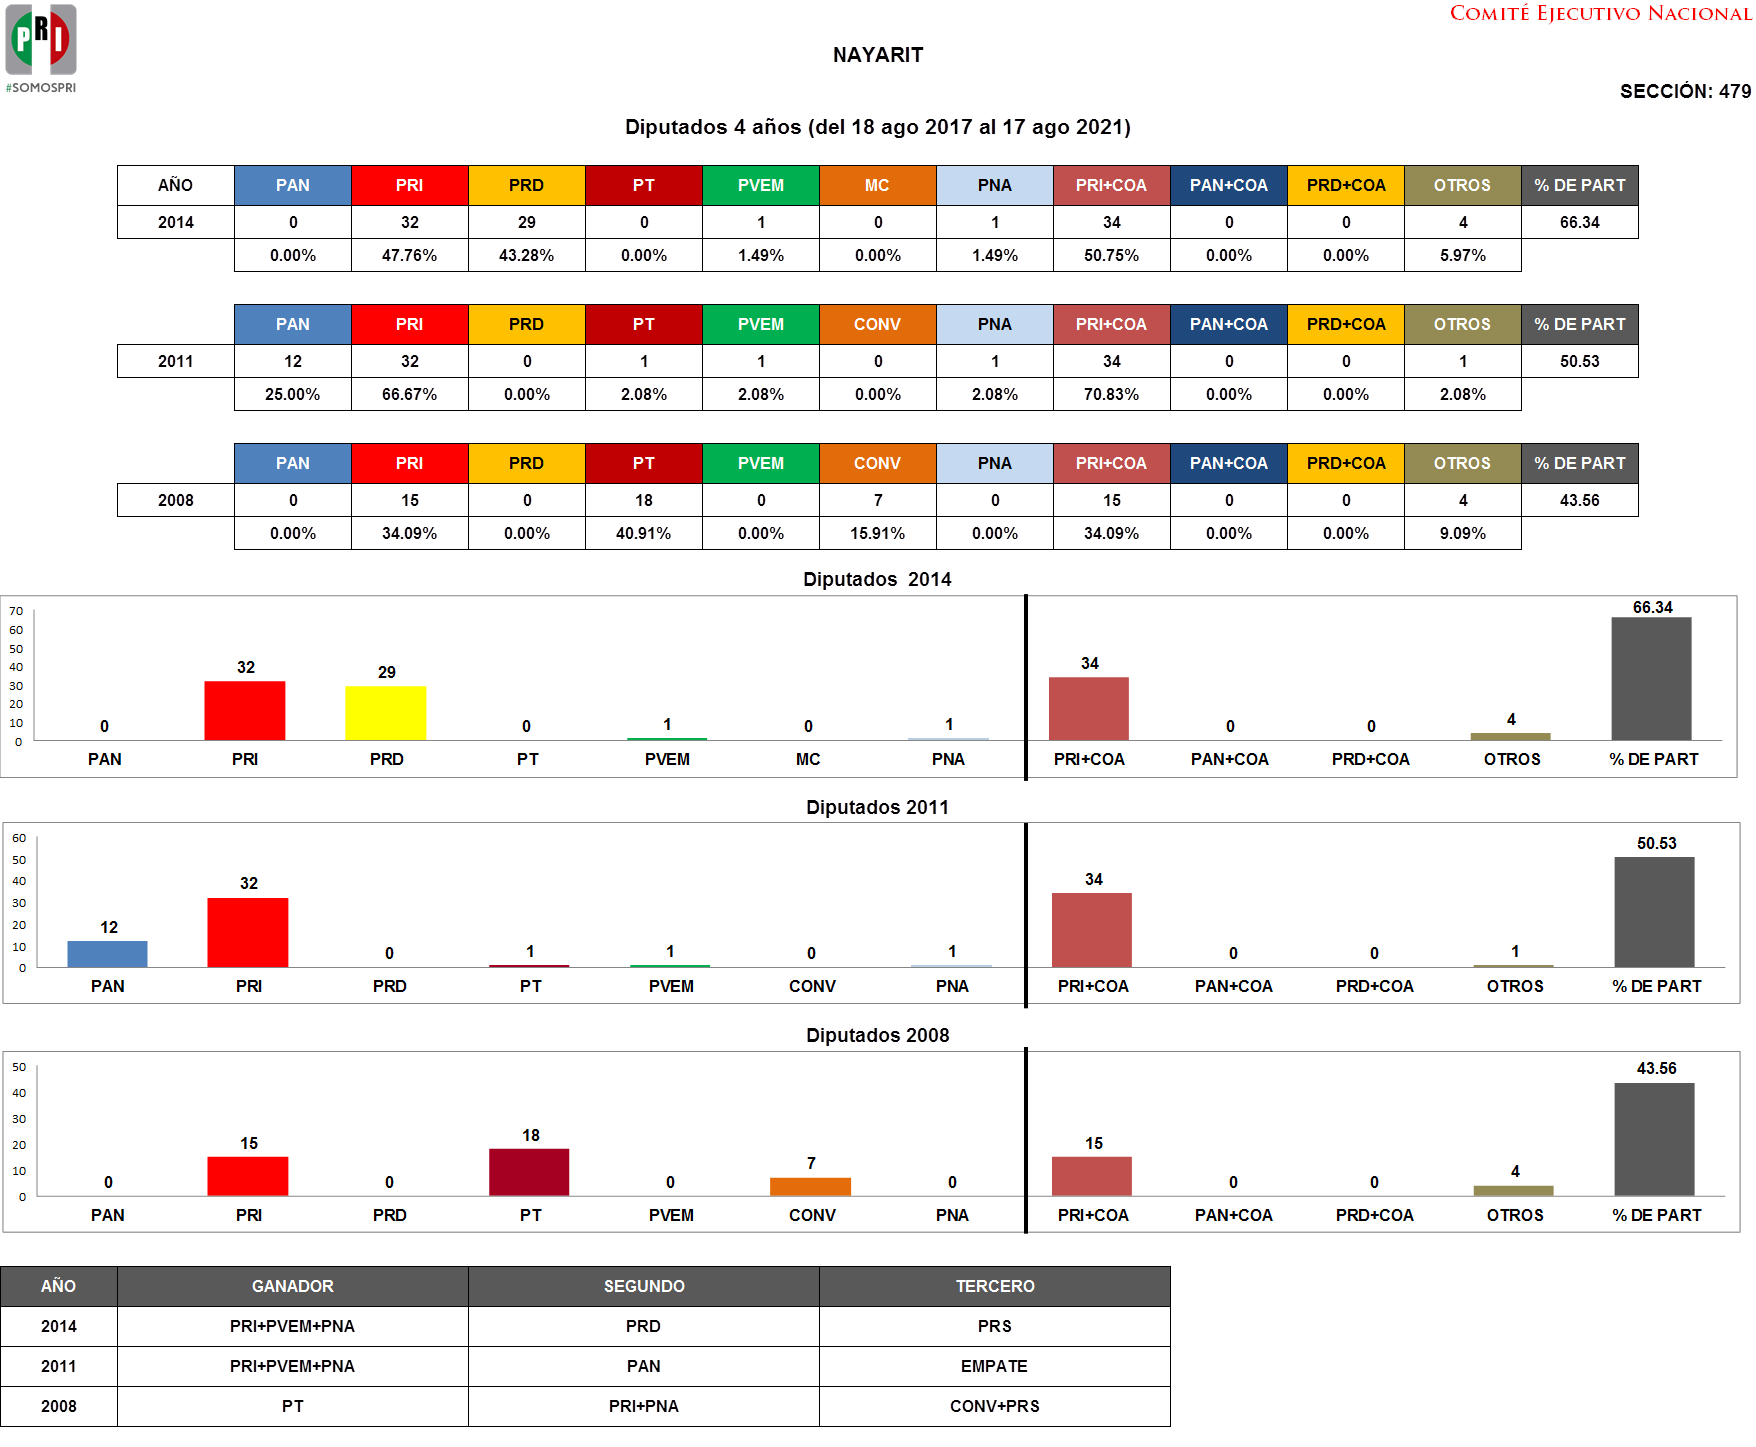 PRI
#SOMOSPRI
COMITÉ EJECUTIVO NACIONAL
NAYARIT
SECCIÓN: 479
Diputados 4 años (del 18 ago 2017 al 17 ago 2021)
AÑO PAN PRI PRD PT PVEM MC PNA PRI+COA PAN+COA PRD+COA OTROS % DE PART
2014 0 32 29 0 1 0 1 34 0 0 4 66.34
0.00% 47.76% 43.28% 0.00% 1.49% 0.00% 1.49% 50.75% 0.00% 0.00% 5.97%
PAN PRI PRD PT PVEM CONV PNA PRI+COA PAN+COA PRD+COA OTROS % DE PART
2011 12 32 0 1 1 0 1 34 0 0 1 50.53
25.00% 66.67% 0.00% 2.08% 2.08% 0.00% 2.08% 70.83% 0.00% 0.00% 2.08%
PAN PRI PRD PT PVEM CONV PNA PRI+COA PAN+COA PRD+COA OTROS % DE PART
2008 0 15 0 18 0 7 0 15 0 0 4 43.56
0.00% 34.09% 0.00% 40.91% 0.00% 15.91% 0.00% 34.09% 0.00% 0.00% 9.09%
Diputados 2014
70
60
50
40
30
20
10
0
0 32 29 0 1 0 1 34 0 0 4 66.34
PAN PRI PRD PT PVEM MC PNA PRI+COA PAN+COA PRD+COA OTROS % DE PART
Diputados 2011
60
50
40
30
20
10
0
12 32 0 1 1 0 1 34 0 0 1 50.53
PAN PRI PRD PT PVEM CONV PNA PRI+COA PAN+COA PRD+COA OTROS % DE PART
Diputados 2008
50
40
30
20
10
0
0 15 0 18 0 7 0 15 0 0 4 43.56
PAN PRI PRD PT PVEM CONV PNA PRI+COA PAN+COA PRD+COA OTROS % DE PART
AÑO GANADOR SEGUNDO TERCERO
2014 PRI+PVEM+PNA PRD PRS
2011 PRI+PVEM+PNA PAN EMPATE
2008 PT PRI+PNA CONV+PRS